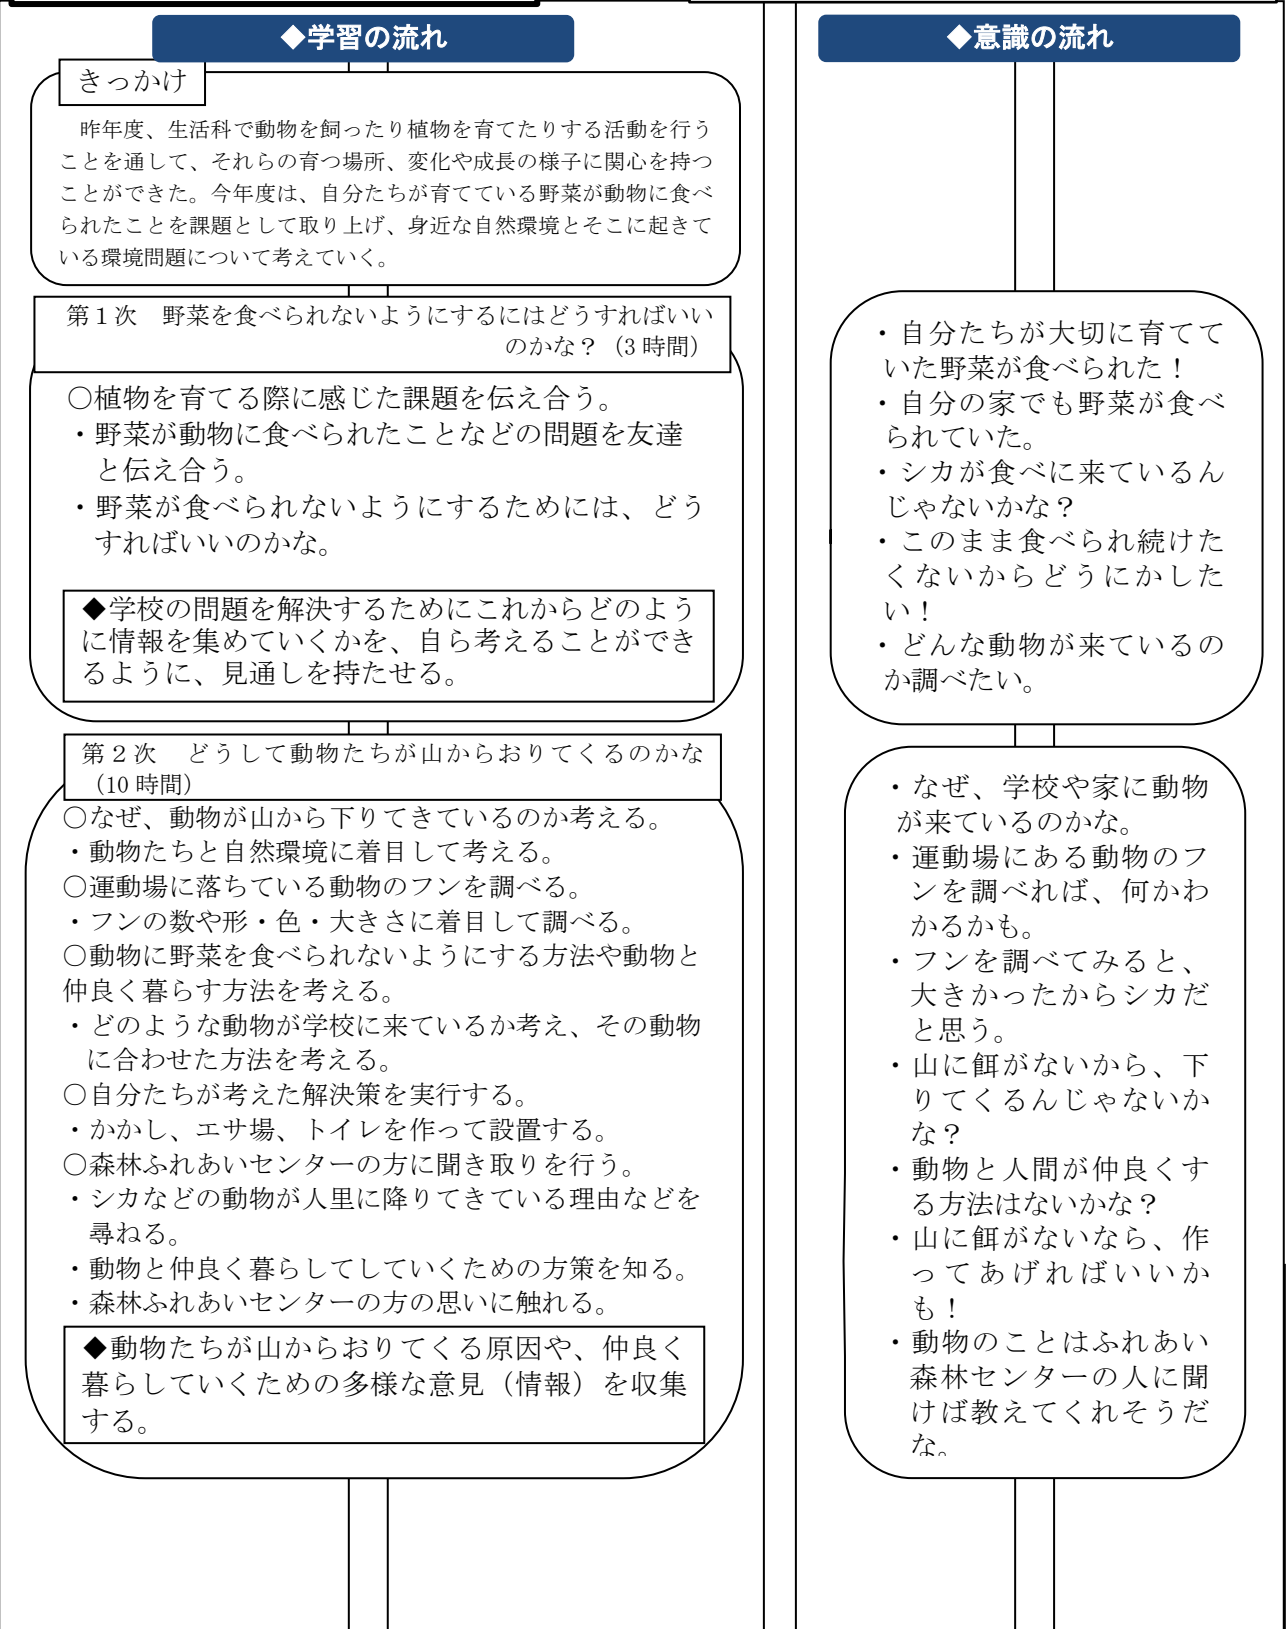 ◆学習の流れ
きっかけ
昨年度、生活科で動物を飼ったり植物を育てたりする活動を行う
ことを通して、それらの育つ場所、変化や成長の様子に関心を持つ
ことができた。今年度は、自分たちが育てている野菜が動物に食べ
られたことを課題として取り上げ、身近な自然環境とそこに起きて
いる環境問題について考えていく。
第１次　野菜を食べられないようにするにはどうすればいい
のかな？（3 時間）
○植物を育てる際に感じた課題を伝え合う。
・野菜が動物に食べられたことなどの問題を友達
と伝え合う。
・野菜が食べられないようにするためには、どう
すればいいのかな。
◆学校の問題を解決するためにこれからどのよう
に情報を集めていくかを、自ら考えることができ
るように、見通しを持たせる。
第２次　どうして動物たちが山からおりてくるのかな
（10 時間）
○なぜ、動物が山から下りてきているのか考える。
・動物たちと自然環境に着目して考える。
○運動場に落ちている動物のフンを調べる。
・フンの数や形・色・大きさに着目して調べる。
○動物に野菜を食べられないようにする方法や動物と
仲良く暮らす方法を考える。
・どのような動物が学校に来ているか考え、その動物
に合わせた方法を考える。
○自分たちが考えた解決策を実行する。
・かかし、エサ場、トイレを作って設置する。
○森林ふれあいセンターの方に聞き取りを行う。
・シカなどの動物が人里に降りてきている理由などを
尋ねる。
・動物と仲良く暮らしてしていくための方策を知る。
・森林ふれあいセンターの方の思いに触れる。
◆動物たちが山からおりてくる原因や、仲良く
暮らしていくための多様な意見（情報）を収集
する。
◆意識の流れ
・自分たちが大切に育てて
いた野菜が食べられた！
・自分の家でも野菜が食べ
られていた。
・シカが食べに来ているん
じゃないかな？
・このまま食べられ続けた
くないからどうにかした
い！
・どんな動物が来ているの
か調べたい。
・なぜ、学校や家に動物
が来ているのかな。
・運動場にある動物のフ
ンを調べれば、何かわ
かるかも。
・フンを調べてみると、
大きかったからシカだ
と思う。
・山に餌がないから、下
りてくるんじゃないか
な？
・動物と人間が仲良くす
る方法はないかな？
・山に餌がないなら、作
ってあげればいいか
も！
・動物のことはふれあい
森林センターの人に聞
けば教えてくれそうだ
な。